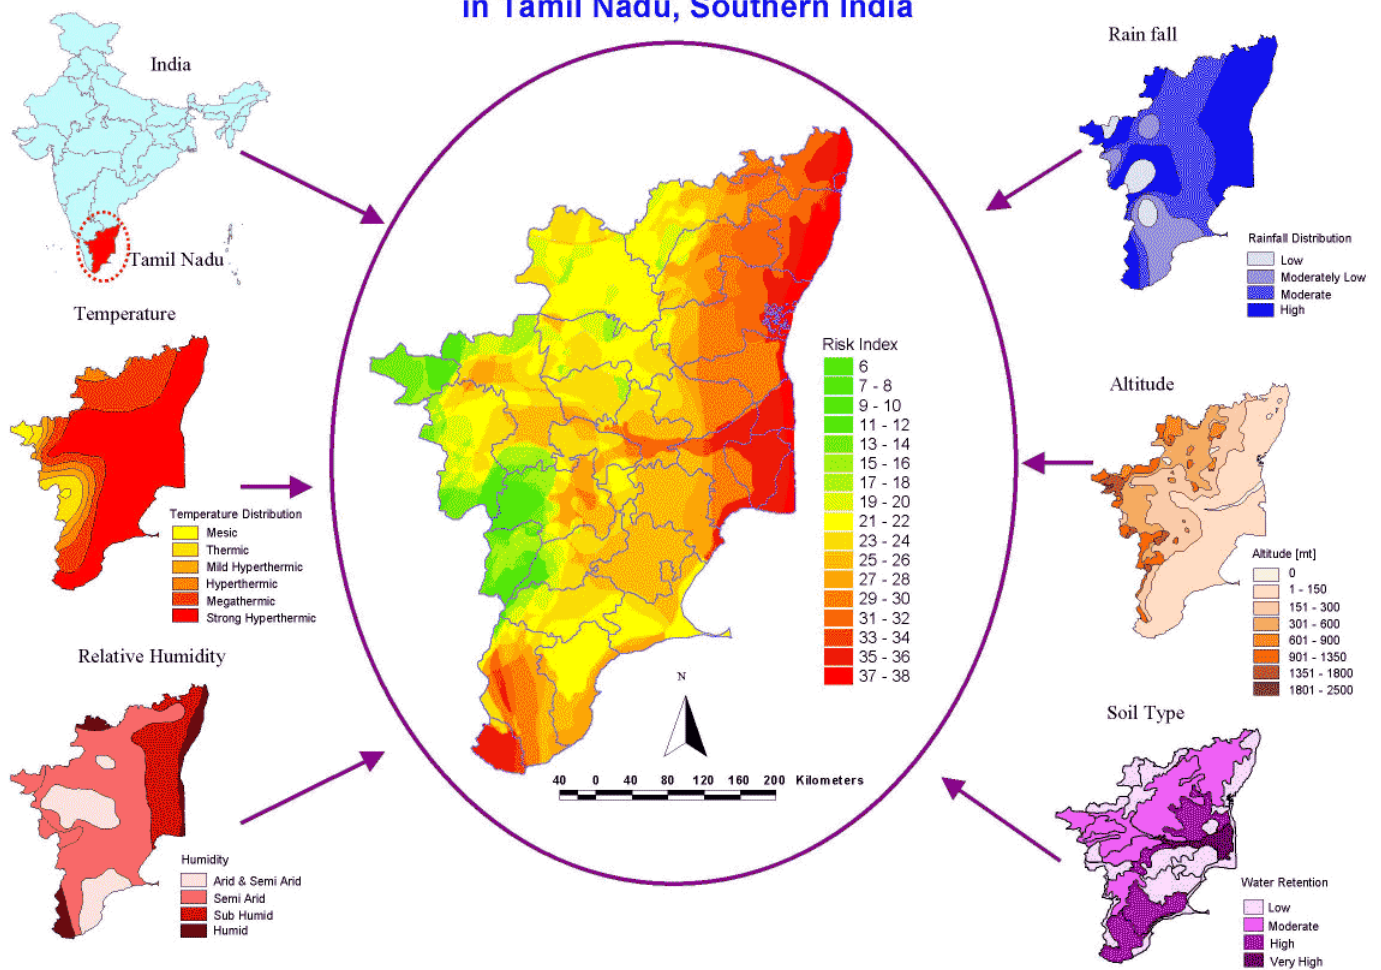 in Tamil Nadu, Southern India
India
Tamil Nadu
Temperature
Temperature Distribution
Mesic
Thermic
Mild Hyperthermic
Hyperthermic
Megathermic
Strong Hyperthermic
Relative Humidity
Humidity
Arid & Semi Arid
Semi Arid
Sub Humid
Humid
Risk Index
6
7 - 8
9 - 10
11 - 12
13 - 14
15 - 16
17 - 18
19 - 20
21 - 22
23 - 24
25 - 26
27 - 28
29 - 30
31 - 32
33 - 34
35 - 36
37 - 38
N
40 0 40 80 120 160 200 Kilometers
Rain fall
Rainfall Distribution
Low
Moderately Low
Moderate
High
Altitude
Altitude [mt]
0
1 - 150
151 - 300
301 - 600
601 - 900
901 - 1350
1351 - 1800
1801 - 2500
Soil Type
Water Retention
Low
Moderate
High
Very High